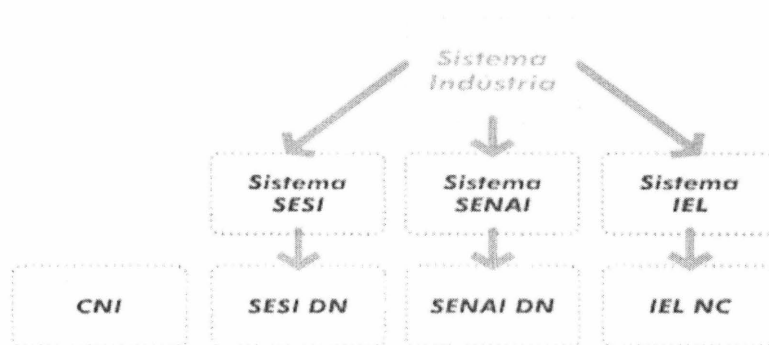 Sistema
Indústria
Sistema
SESI
Sistema
SENAI
Sistema
IEL
CNI
SESI DN
SENAI DN
IEL NC